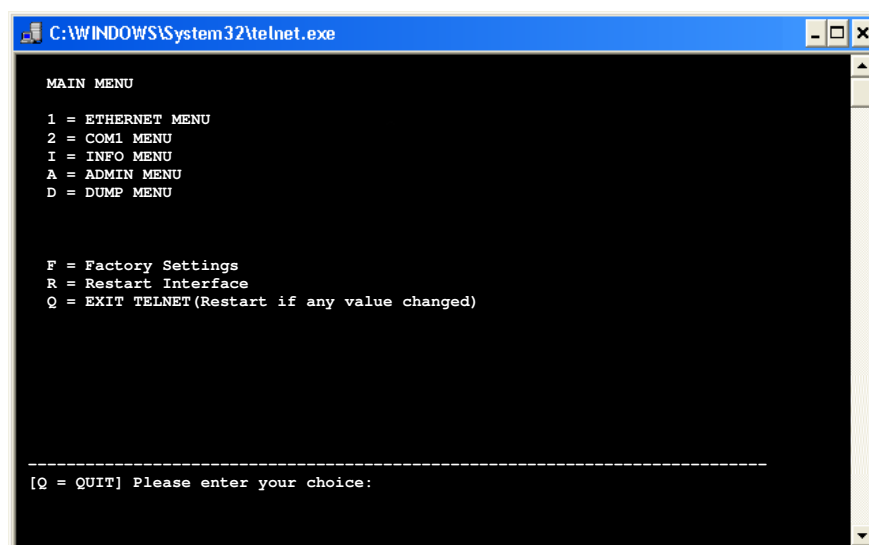 C:\WINDOWS\System32\telnet.exe
MAIN MENU
1 = ETHERNET MENU
2 = COM1 MENU
I = INFO MENU
A = ADMIN MENU
D = DUMP MENU
F = Factory Settings
R = Restart Interface
Q = EXIT TELNET(Restart if any value changed)
-----------------------------------------------------------------------------
[Q = QUIT] Please enter your choice: